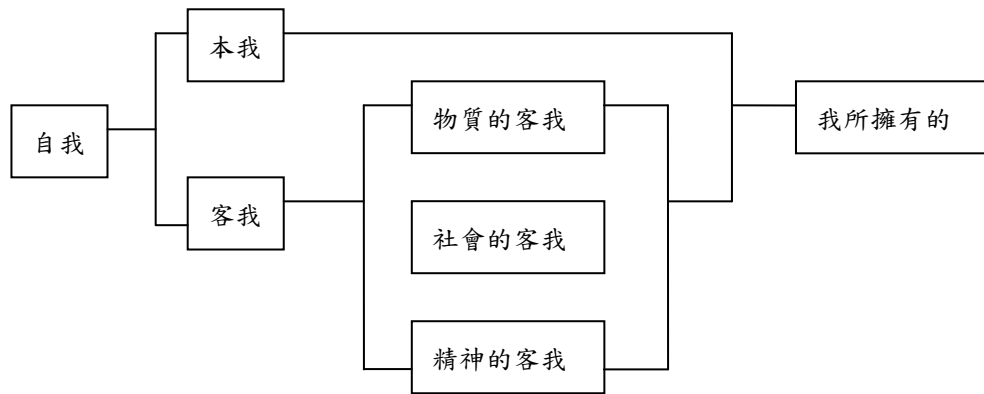 自我
本我
客我
物質的客我
社會的客我
精神的客我
我所擁有的